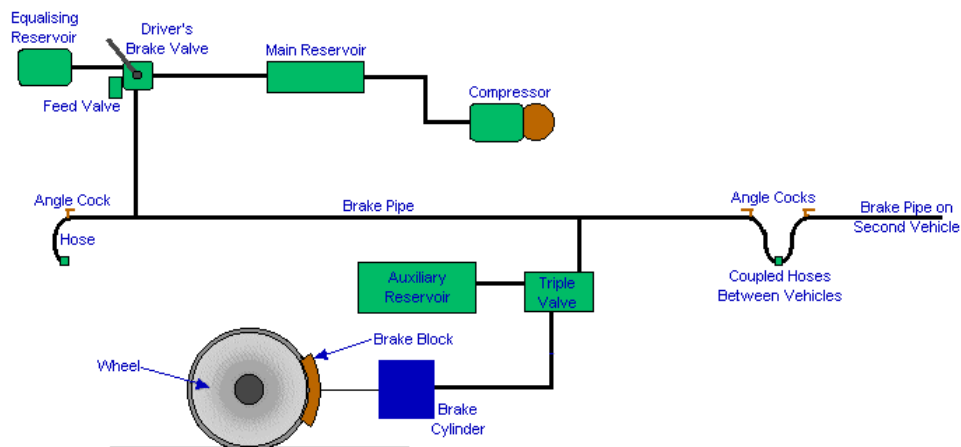 Equalising
Reservoir
Driver's
Brake Valve
Main Reservoir
Feed Valve
Compressor
Angle Cock
Brake Pipe
Angle Cocks
Brake Pipe on
Second Vehicle
Hose
Auxiliary
Reservoir
Triple
Valve
Coupled Hoses
Between Vehicles
Brake Block
Wheel
Brake
Cylinder